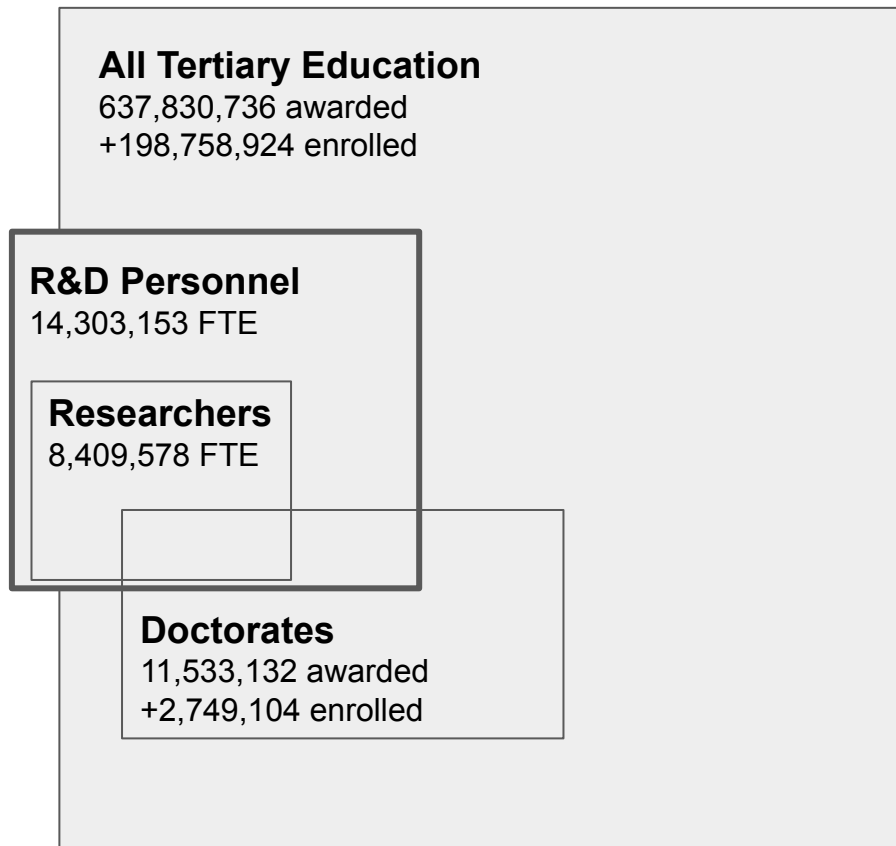 All Tertiary Education
637,830,736 awarded
+198,758,924 enrolled
R&D Personnel
14,303,153 FTE
Researchers
8,409,578 FTE
Doctorates
11,533,132 awarded
+2,749,104 enrolled